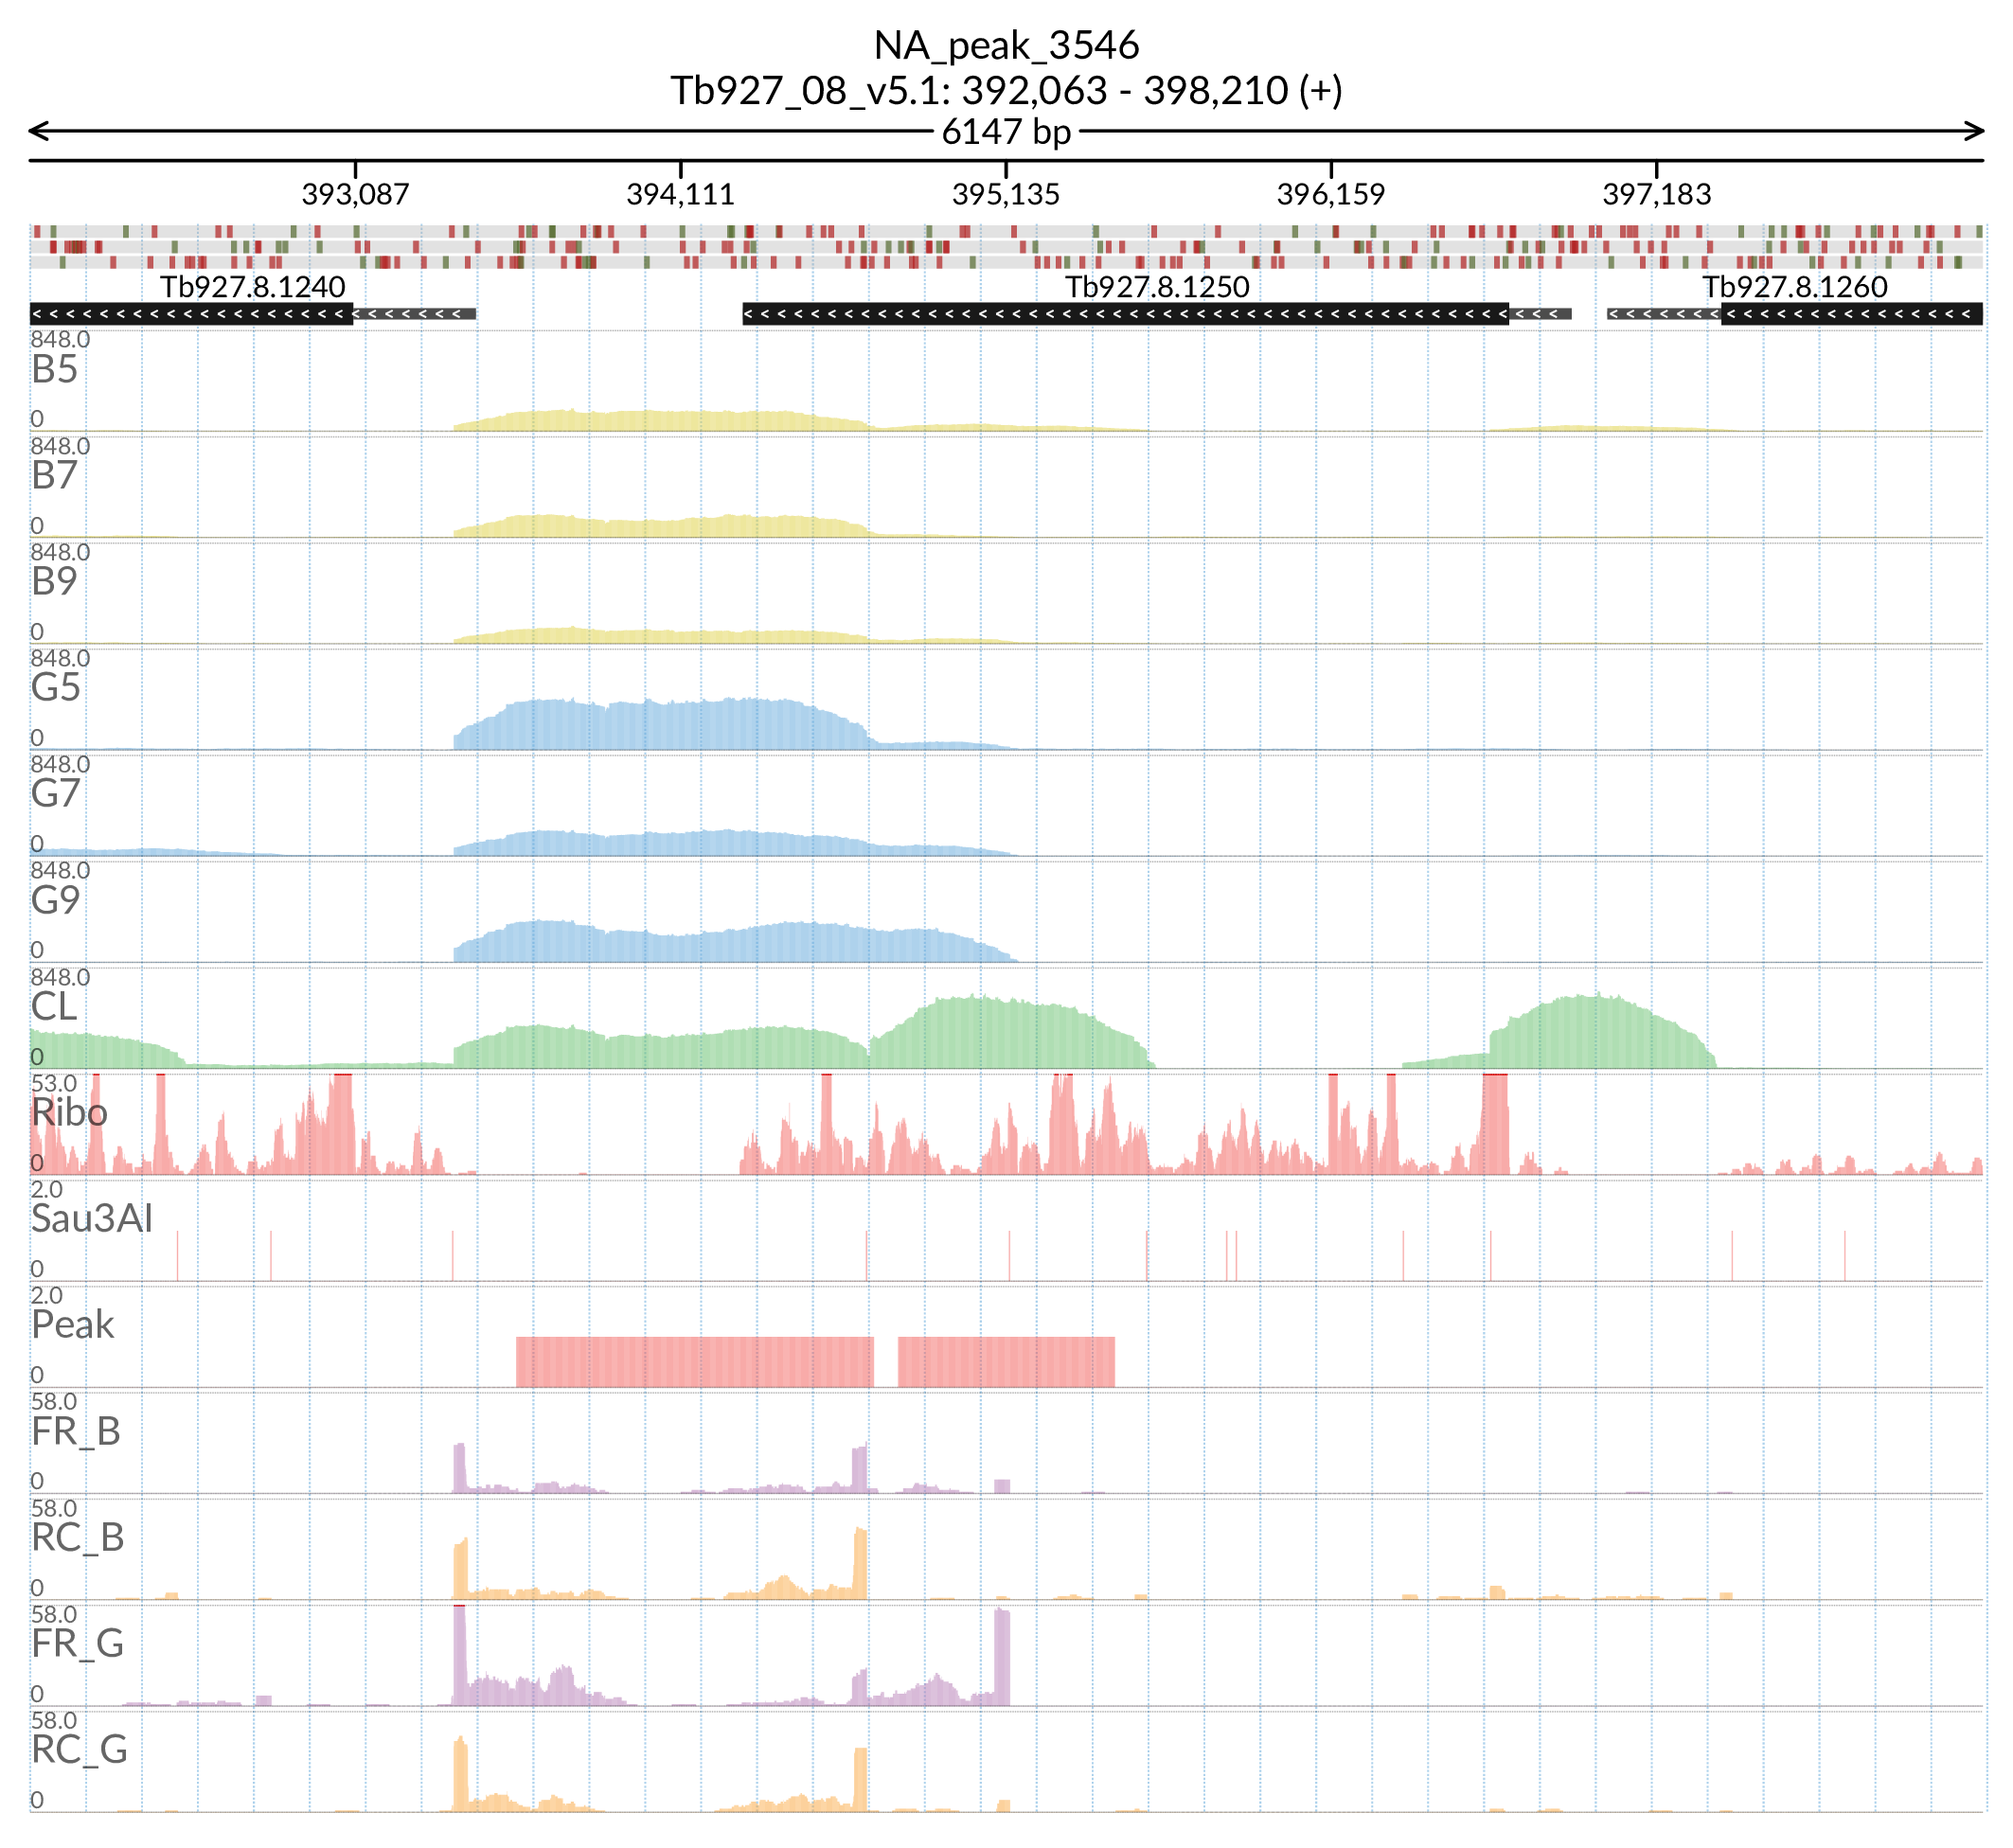 NA_peak_3546
Tb927_08_v5.1: 392,063 - 398,210 (+)
6147 bp
393,087 394,111 395,135 396,159 397,183
Tb927.8.1240 Tb927.8.1250 Tb927.8.1260
848.0
B5
0
848.0
B7
0
848.0
B9
0
848.0
G5
0
848.0
G7
0
848.0
G9
0
848.0
CL
0
53.0
Ribo
0
2.0
Sau3AI
0
2.0
Peak
0
58.0
FR_B
0
58.0
RC_B
0
58.0
FR_G
0
58.0
RC_G
0